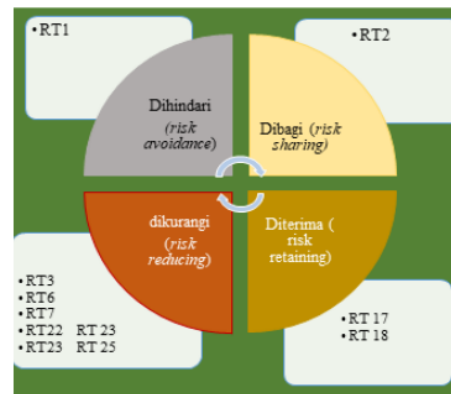 • RT1
• RT2
Dihindari
(risk
avoidance)
Dibagi (risk
sharing)
dikurangi
(risk
reducing)
Diterima (
risk
retaining)
• RT3
• RT6
• RT7
• RT22 RT 23
• RT23 RT 25
• RT 17
• RT 18